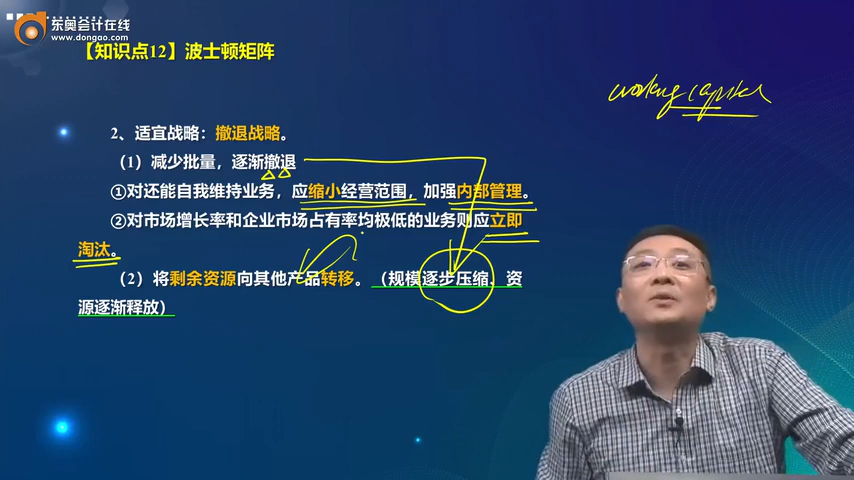 东奥会计在线
www.dongao.com
【知识点12】波士顿矩阵
working capital
2、适宜战略：撤退战略。
（1）减少批量，逐渐撤退
①对还能自我维持业务，应缩小经营范围，加强内部管理。
②对市场增长率和企业市场占有率均极低的业务则应立即
淘汰。
（2）将剩余资源向其他产品转移。（规模逐步压缩、资
源逐渐释放）